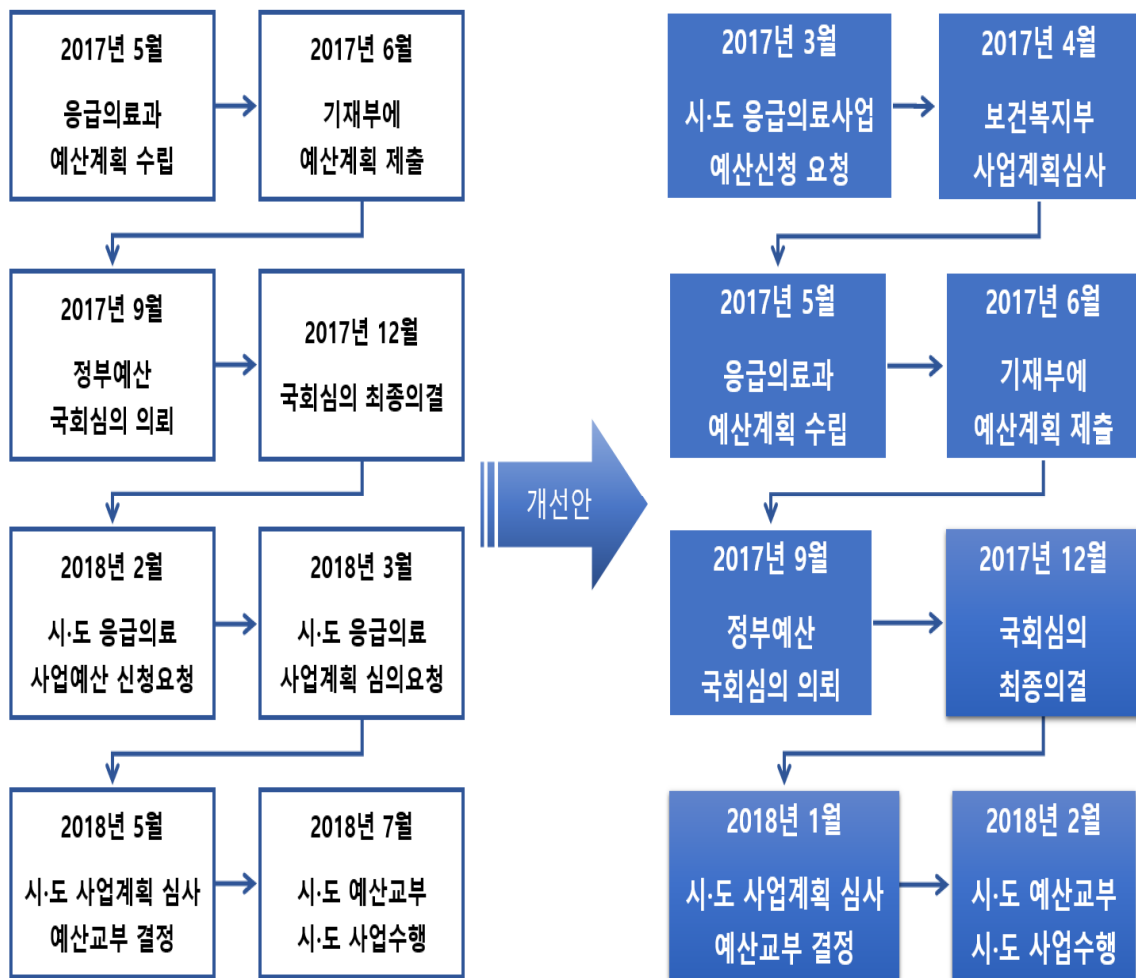 2017년 5월
응급의료과
예산계획 수립
2017년 6월
기재부에
예산계획 제출
2017년 9월
정부예산
국회심의 의뢰
2017년 12월
국회심의 최종의결
2018년 2월
시·도 응급의료
사업예산 신청요청
2018년 3월
시·도 응급의료
사업계획 심의요청
2018년 5월
시·도 사업계획 심사
예산교부 결정
2018년 7월
시·도 예산교부
시·도 사업수행
개선안
2017년 3월
시·도 응급의료사업
예산신청 요청
2017년 4월
보건복지부
사업계획심사
2017년 5월
응급의료과
예산계획 수립
2017년 6월
기재부에
예산계획 제출
2017년 9월
정부예산
국회심의 의뢰
2017년 12월
국회심의
최종의결
2018년 1월
시·도 사업계획 심사
예산교부 결정
2018년 2월
시·도 예산교부
시·도 사업수행